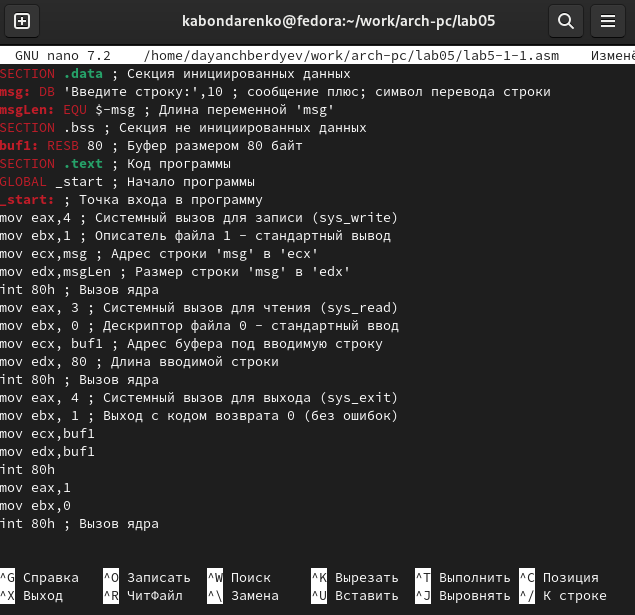 kabondarenko@fedora:~/work/arch-pc/lab05
GNU nano 7.2 /home/dayanchberdyev/work/arch-pc/lab05/lab5-1-1.asm Изменё
SECTION .data ; Секция инициированных данных
msg: DB 'Введите строку:',10 ; сообщение плюс; символ перевода строки
msgLen: EQU $-msg ; Длина переменной 'msg'
SECTION .bss ; Секция не инициированных данных
buf1: RESB 80 ; Буфер размером 80 байт
SECTION .text ; Код программы
GLOBAL _start ; Начало программы
_start: ; Точка входа в программу
mov eax,4 ; Системный вызов для записи (sys_write)
mov ebx,1 ; Описатель файла 1 - стандартный вывод
mov ecx,msg ; Адрес строки 'msg' в 'ecx'
mov edx,msgLen ; Размер строки 'msg' в 'edx'
int 80h ; Вызов ядра
mov eax, 3 ; Системный вызов для чтения (sys_read)
mov ebx, 0 ; Дескриптор файла 0 - стандартный ввод
mov ecx, buf1 ; Адрес буфера под вводимую строку
mov edx, 80 ; Длина вводимой строки
int 80h ; Вызов ядра
mov eax, 4 ; Системный вызов для выхода (sys_exit)
mov ebx, 1 ; Выход с кодом возврата 0 (без ошибок)
mov ecx,buf1
mov edx,buf1
int 80h
mov eax,1
mov ebx,0
int 80h ; Вызов ядра
^G Справка ^O Записать ^W Поиск ^K Вырезать ^T Выполнить ^C Позиция
^X Выход ^R ЧитФайл ^\ Замена ^U Вставить ^J Выровнять ^/ К строке